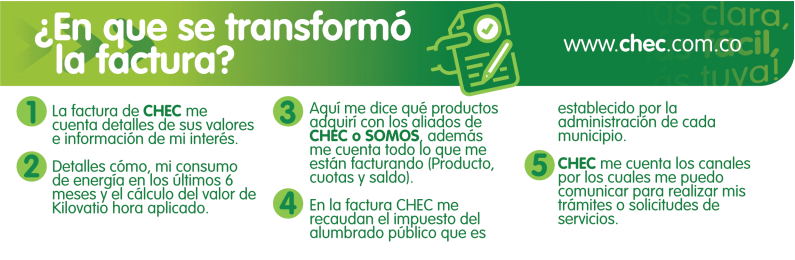 ¿En que se transformó
la factura?
www.chec.com.co
ás clara,
ás fácil,
ás tuya!
1 La factura de CHEC me
cuenta detalles de sus valores
e información de mi interés.
2 Detalles cómo, mi consumo
de energía en los últimos 6
meses y el cálculo del valor de
Kilovatio hora aplicado.
3 Aquí me dice qué productos
adquirí con los aliados de
CHEC o SOMOS, además
me cuenta todo lo que me
están facturando (Producto,
cuotas y saldo).
4 En la factura CHEC me
recaudan el impuesto del
alumbrado público que es
establecido por la
administración de cada
municipio.
5 CHEC me cuenta los canales
por los cuales me puedo
comunicar para realizar mis
trámites o solicitudes de
servicios.